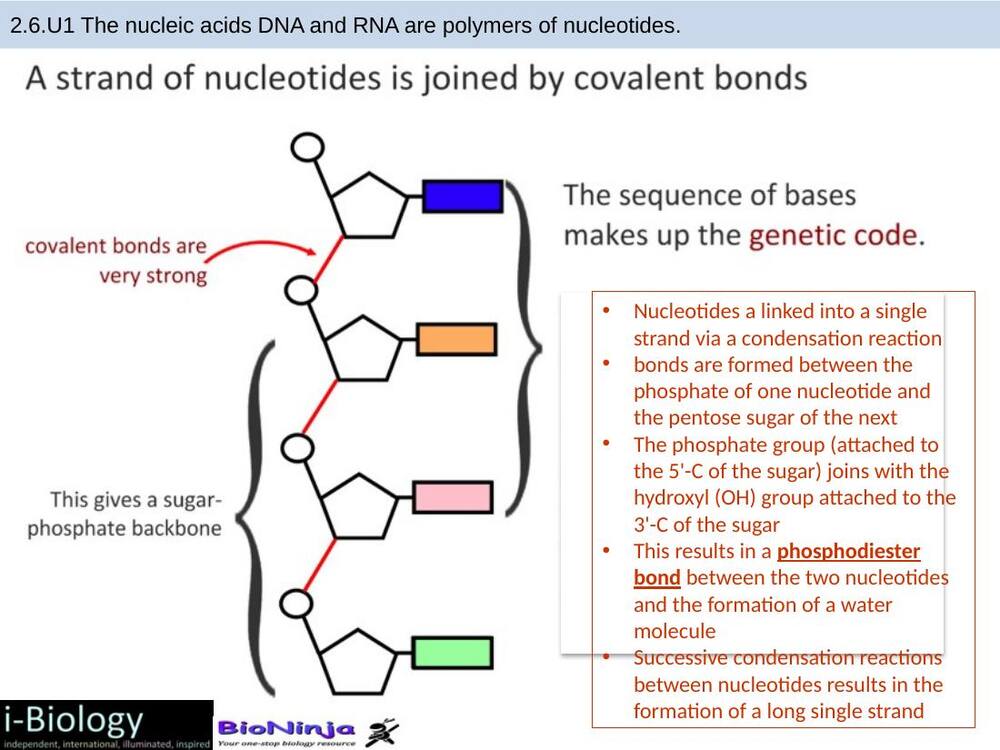 2.6.U1 The nucleic acids DNA and RNA are polymers of nucleotides.
A strand of nucleotides is joined by covalent bonds
covalent bonds are
very strong
The sequence of bases
makes up the genetic code.
This gives a sugar-
phosphate backbone
• Nucleotides a linked into a single
strand via a condensation reaction
• bonds are formed between the
phosphate of one nucleotide and
the pentose sugar of the next
• The phosphate group (attached to
the 5'-C of the sugar) joins with the
hydroxyl (OH) group attached to the
3'-C of the sugar
• This results in a phosphodiester
bond between the two nucleotides
and the formation of a water
molecule
• Successive condensation reactions
between nucleotides results in the
formation of a long single strand
i-Biology
independent, international, illuminated, inspired
BioNinja
Your one-stop biology resource